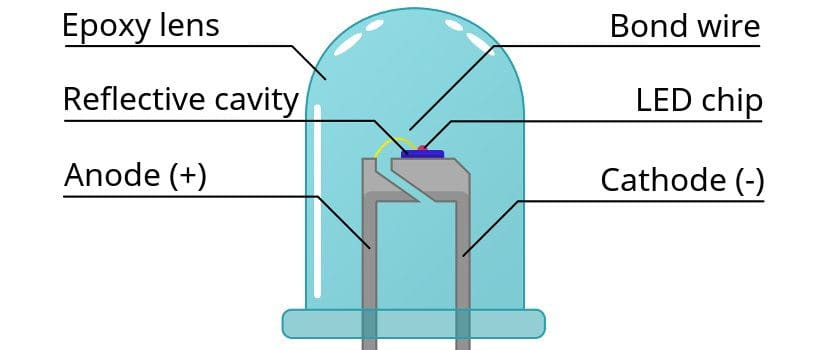 Epoxy lens
Bond wire
Reflective cavity
LED chip
Anode (+)
Cathode (-)